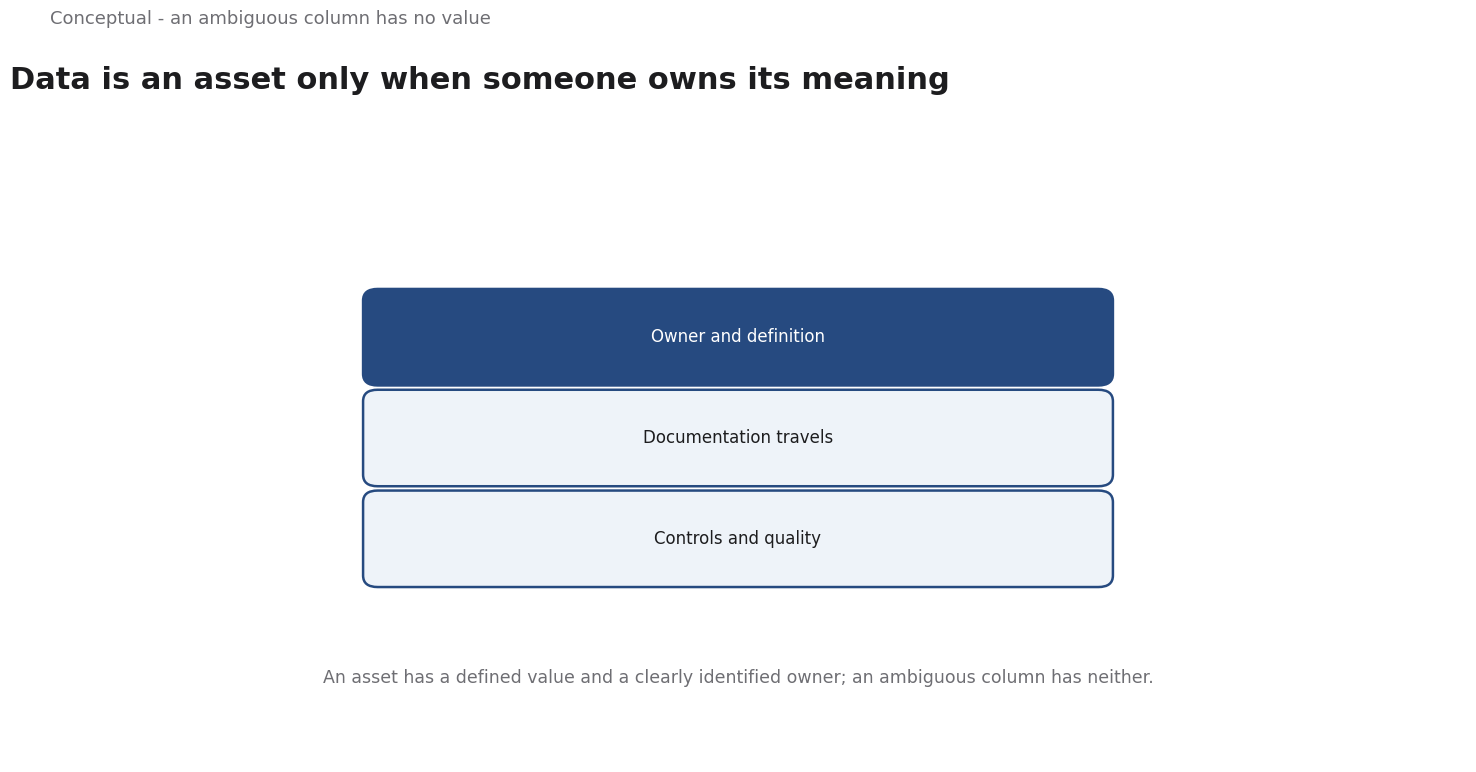 Conceptual - an ambiguous column has no value
Data is an asset only when someone owns its meaning
Owner and definition
Documentation travels
Controls and quality
An asset has a defined value and a clearly identified owner; an ambiguous column has neither.